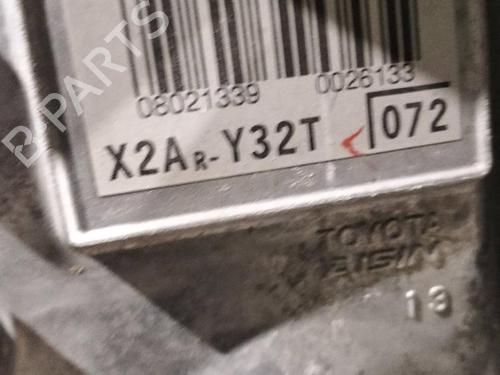 08021339 0026133
X2AR-Y32T 072
TOYOTA
AISIN
13
B-PARTS